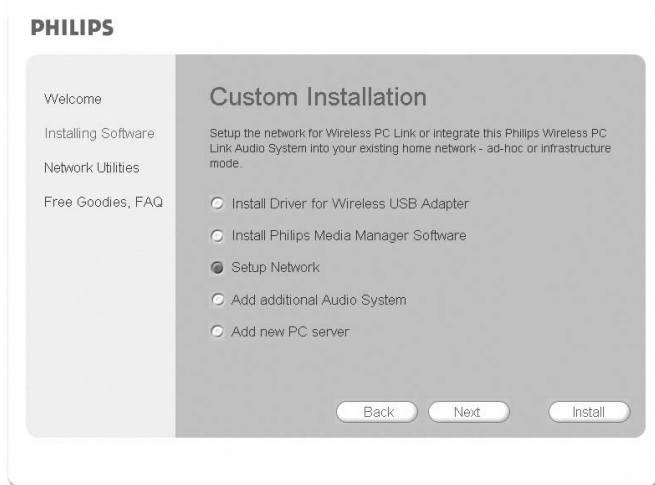 PHILIPS
Welcome
Installing Software
Network Utilities
Free Goodies, FAQ
Custom Installation
Setup the network for Wireless PC Link or integrate this Philips Wireless PC
Link Audio System into your existing home network - ad-hoc or infrastructure
mode.
Install Driver for Wireless USB Adapter
Install Philips Media Manager Software
Setup Network
Add additional Audio System
Add new PC server
Back
Next
Install